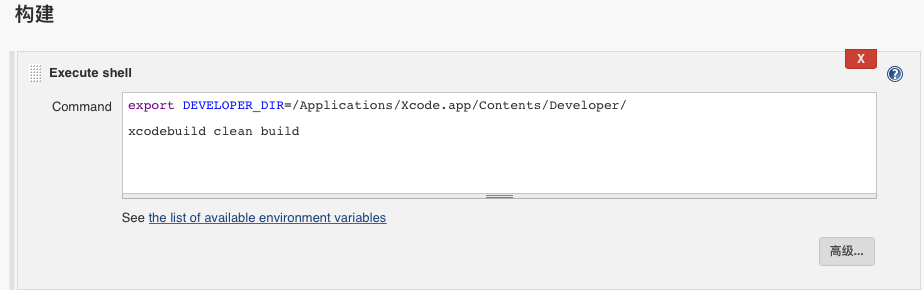 构建
X
Execute shell
?
Command
export DEVELOPER_DIR=/Applications/Xcode.app/Contents/Developer/
xcodebuild clean build
See the list of available environment variables
高级...